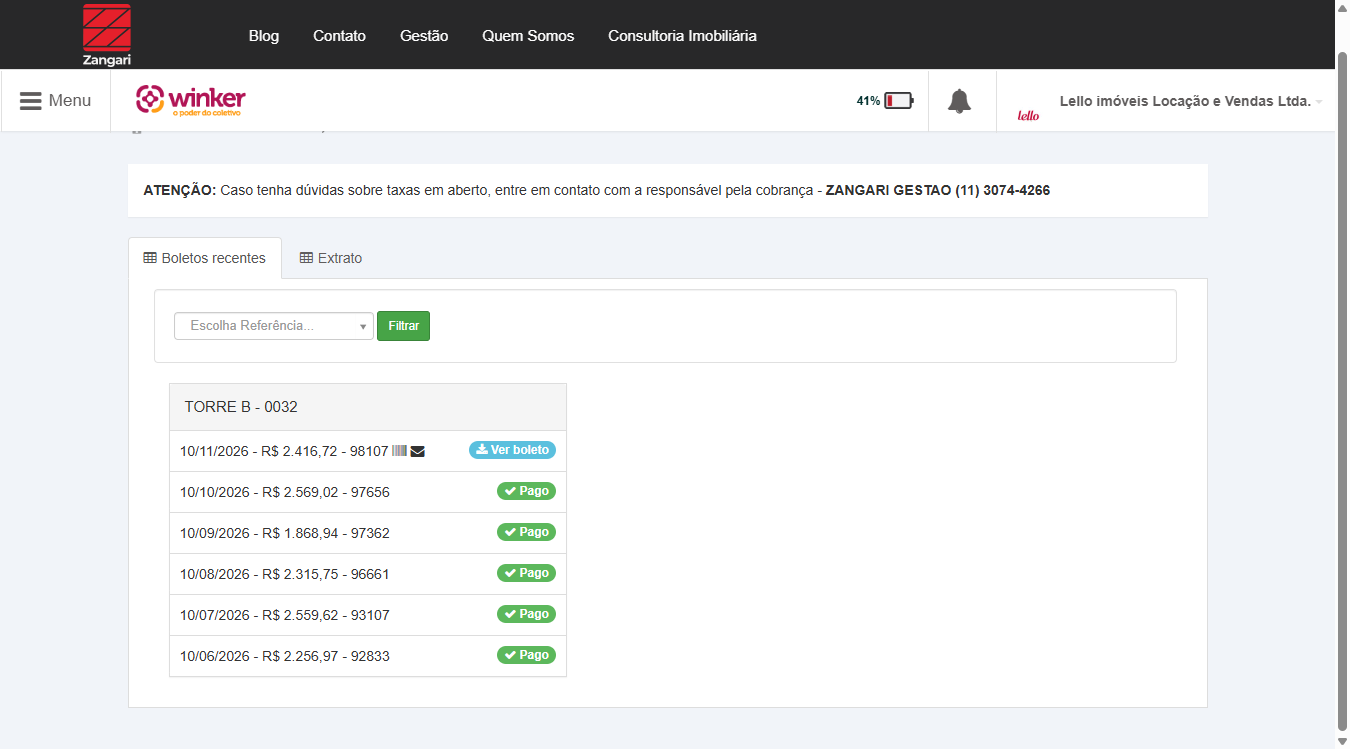 Zangari
Blog Contato Gestão Quem Somos Consultoria Imobiliária
Menu
winker
o poder do coletivo
41%
lello
Lello imóveis Locação e Vendas Ltda.
ATENÇÃO: Caso tenha dúvidas sobre taxas em aberto, entre em contato com a responsável pela cobrança - ZANGARI GESTAO (11) 3074-4266
Boletos recentes Extrato
Escolha Referência... Filtrar
TORRE B - 0032
10/11/2026 - R$ 2.416,72 - 98107 Ver boleto
10/10/2026 - R$ 2.569,02 - 97656 Pago
10/09/2026 - R$ 1.868,94 - 97362 Pago
10/08/2026 - R$ 2.315,75 - 96661 Pago
10/07/2026 - R$ 2.559,62 - 93107 Pago
10/06/2026 - R$ 2.256,97 - 92833 Pago